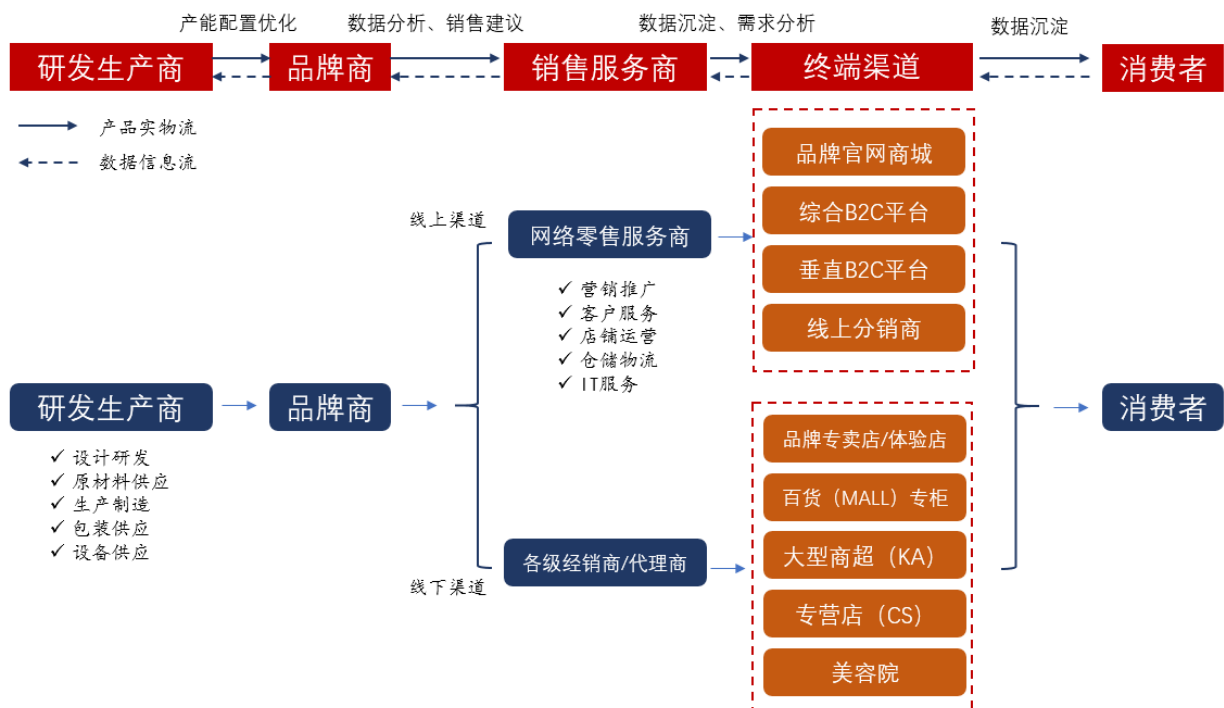 产能配置优化
数据分析、销售建议
数据沉淀、需求分析
数据沉淀
研发生产商
品牌商
销售服务商
终端渠道
消费者
产品实物流
数据信息流
线上渠道
网络零售服务商
✓ 营销推广
✓ 客户服务
✓ 店铺运营
✓ 仓储物流
✓ IT服务
品牌官网商城
综合B2C平台
垂直B2C平台
线上分销商
研发生产商
✓ 设计研发
✓ 原材料供应
✓ 生产制造
✓ 包装供应
✓ 设备供应
品牌商
消费者
线下渠道
各级经销商/代理商
品牌专卖店/体验店
百货（MALL）专柜
大型商超（KA）
专营店（CS）
美容院